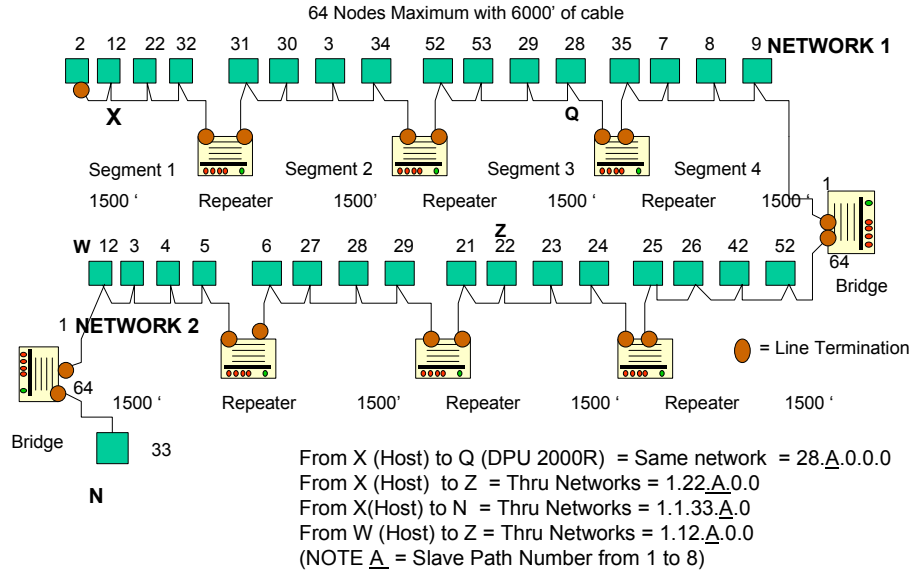 64 Nodes Maximum with 6000' of cable
2 12 22 32 31 30 3 34 52 53 29 28 35 7 8 9 NETWORK 1
X Q
Segment 1 Segment 2 Segment 3 Segment 4
1500 ‘ Repeater 1500’ Repeater 1500 ‘ Repeater 1500 ‘ 1
W Z
12 3 4 5 6 27 28 29 21 22 23 24 25 26 42 52 64
Bridge
1 NETWORK 2
= Line Termination
64
1500 ‘ Repeater 1500’ Repeater 1500 ‘ Repeater 1500 ‘
Bridge
33
N
From X (Host) to Q (DPU 2000R) = Same network = 28.A.0.0.0
From X (Host) to Z = Thru Networks = 1.22.A.0.0
From X(Host) to N = Thru Networks = 1.1.33.A.0
From W (Host) to Z = Thru Networks = 1.12.A.0.0
(NOTE A = Slave Path Number from 1 to 8)